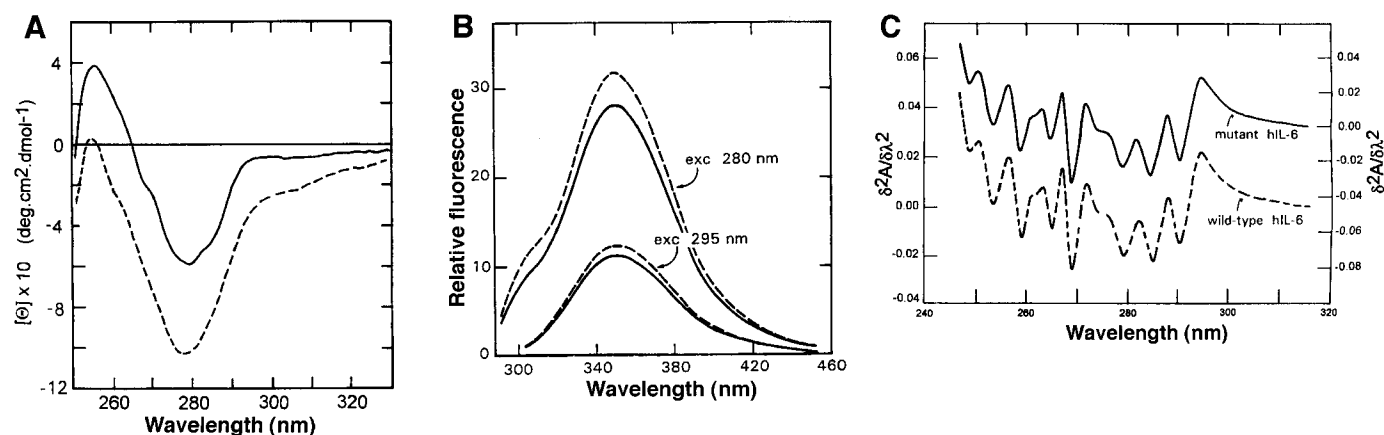 A
[Θ] x 10 (deg.cm2.dmol-1)
4
0
-4
-8
-12
260
280
300
320
Wavelength (nm)
B
Relative fluorescence
30
20
10
0
exc 280 nm
exc 295 nm
300
340
380
420
460
Wavelength (nm)
C
δ2A/δλ2
0.06
0.04
0.02
0.00
-0.02
-0.04
0.04
0.02
0.00
-0.02
-0.04
-0.06
-0.08
δ2A/δλ2
mutant hIL-6
wild-type hIL-6
240
260
270
280
290
300
320
Wavelength (nm)